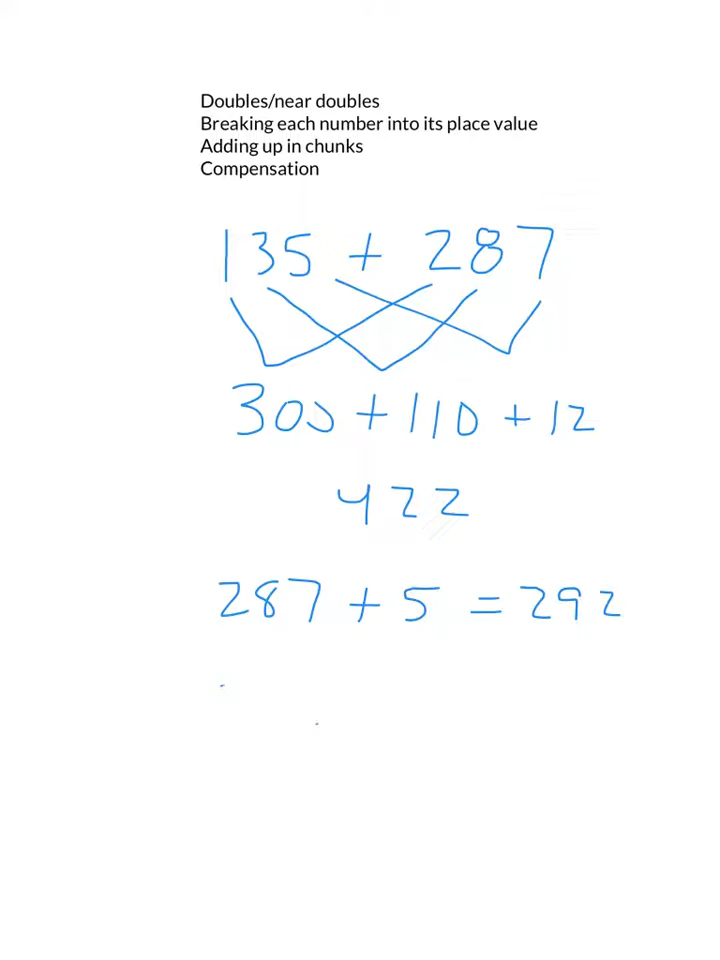 Doubles/near doubles
Breaking each number into its place value
Adding up in chunks
Compensation
135 + 287
300 + 110 + 12
422
287 + 5 = 292